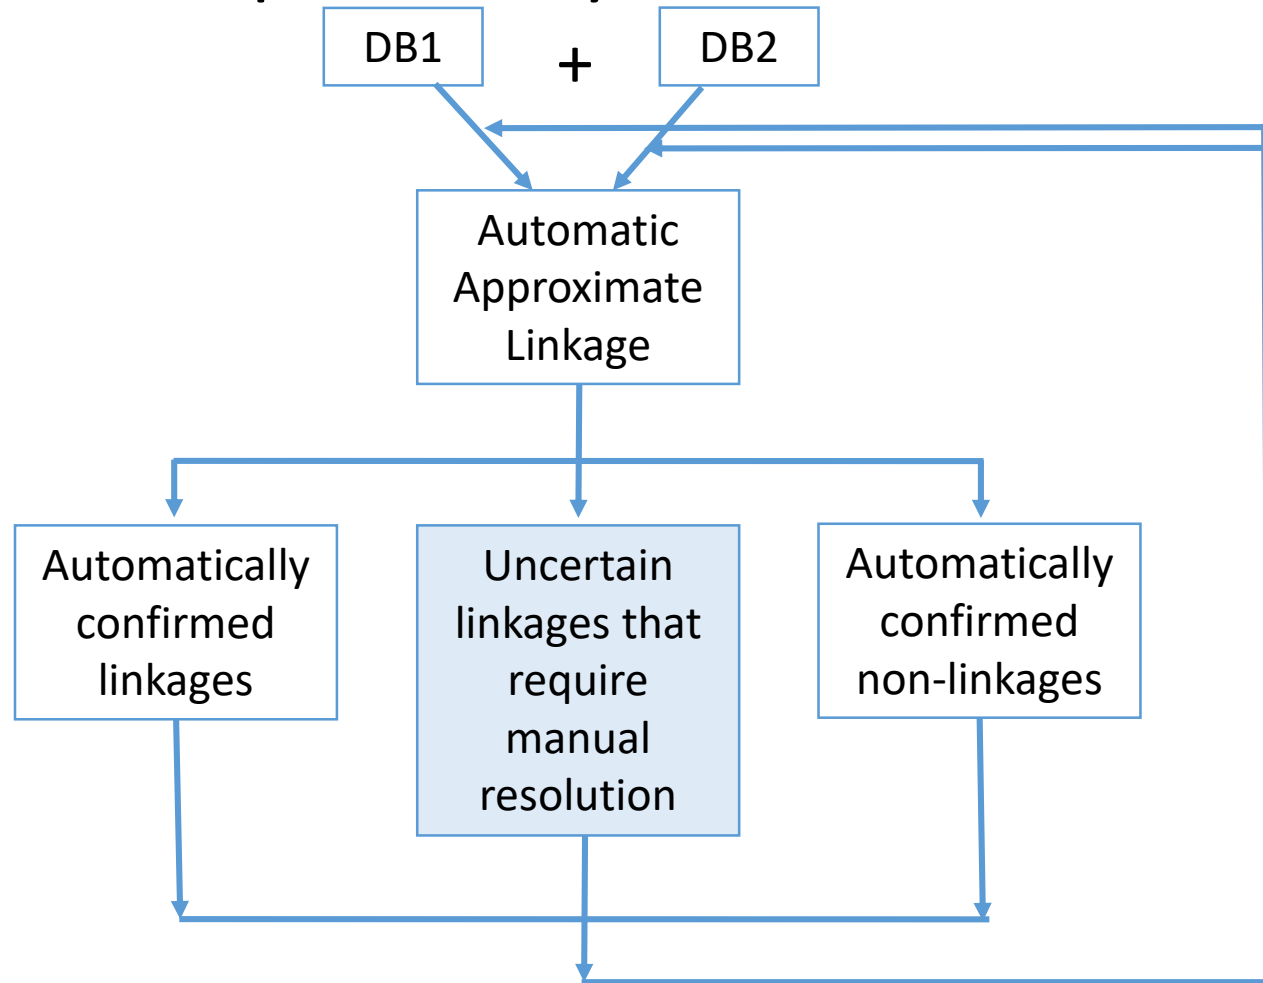 DB1
+
DB2
Automatic
Approximate
Linkage
Automatically
confirmed
linkages
Uncertain
linkages that
require
manual
resolution
Automatically
confirmed
non-linkages